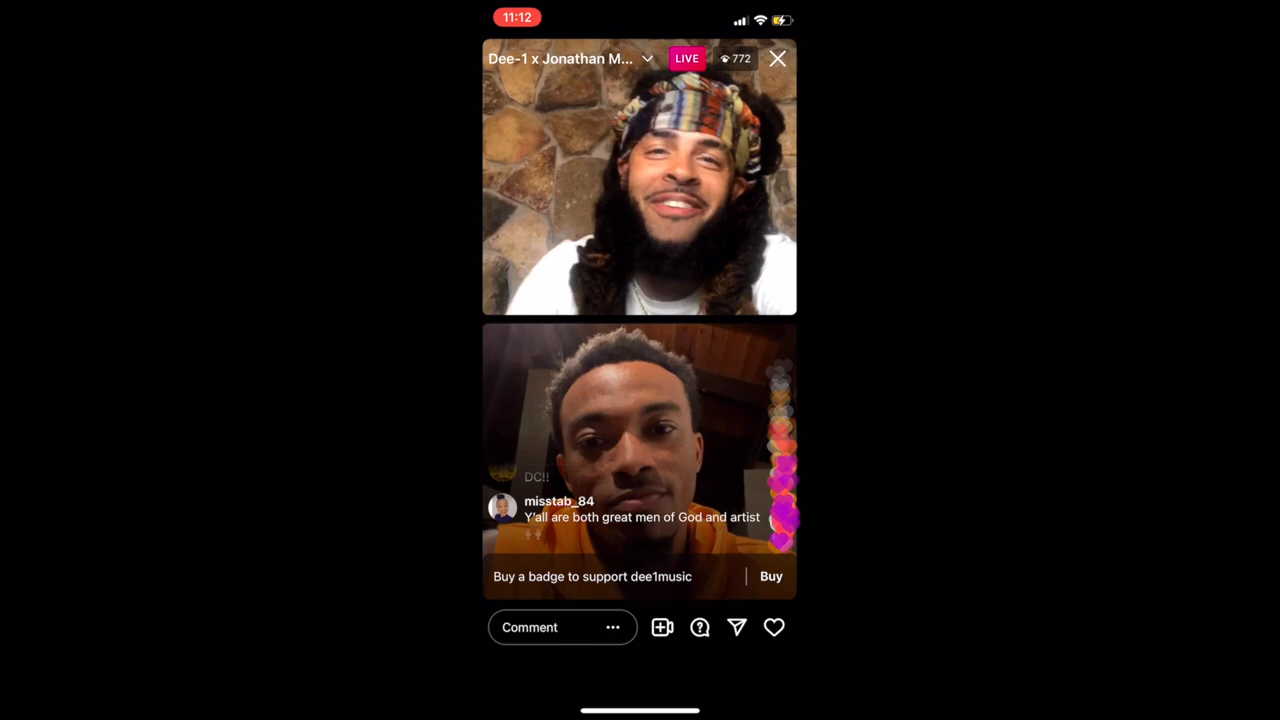 11:12
Dee-1 x Jonathan M...
LIVE
772
DC!!
misstab_84
Y'all are both great men of God and artist
Buy a badge to support dee1music
Buy
Comment